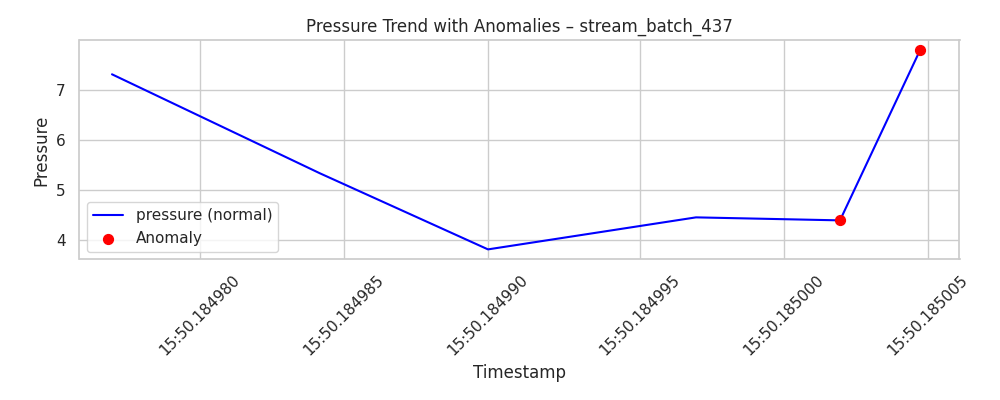 Pressure Trend with Anomalies – stream_batch_437
Pressure
7
6
5
4
pressure (normal)
Anomaly
15:50.184980
15:50.184985
15:50.184990
15:50.184995
15:50.185000
15:50.185005
Timestamp